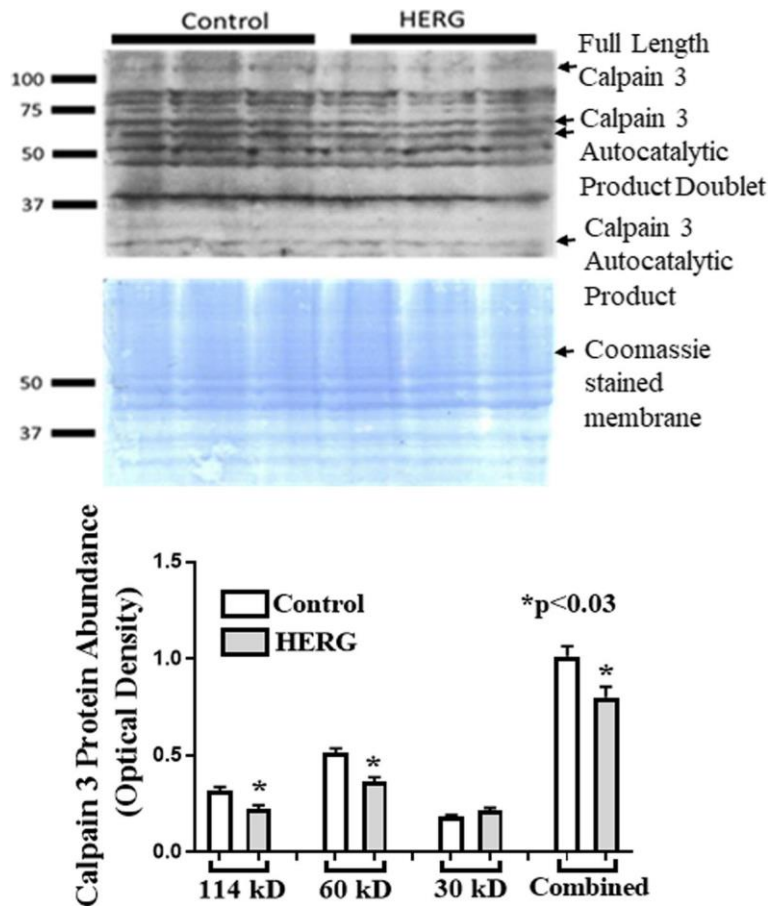 Control HERG
Full Length
Calpain 3
100
75
Calpain 3
Autocatalytic
Product Doublet
50
37
Calpain 3
Autocatalytic
Product
Coomassie
stained
membrane
50
37
Calpain 3 Protein Abundance
(Optical Density)
1.5
Control
*p<0.03
HERG
1.0
*
0.5
*
*
0.0
114 kD 60 kD 30 kD Combined